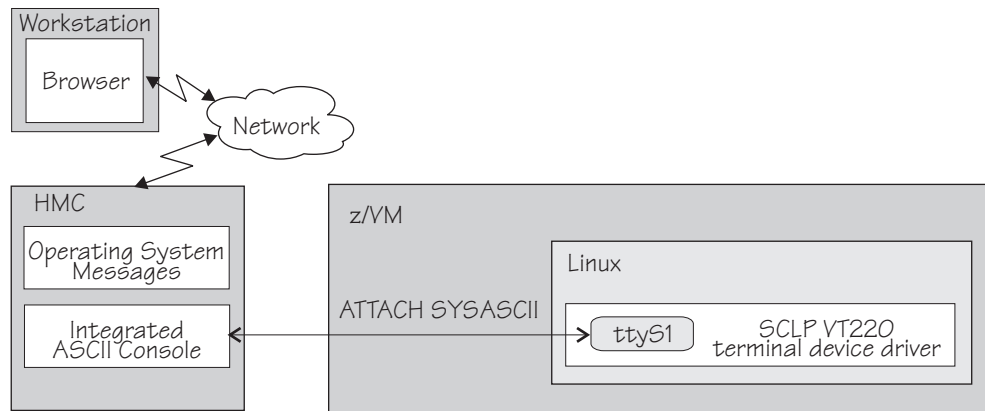 Workstation
Browser
Network
HMC
Operating System
Messages
Integrated
ASCII Console
z/VM
ATTACH SYSASCII
Linux
ttyS1
SCLP VT220
terminal device driver